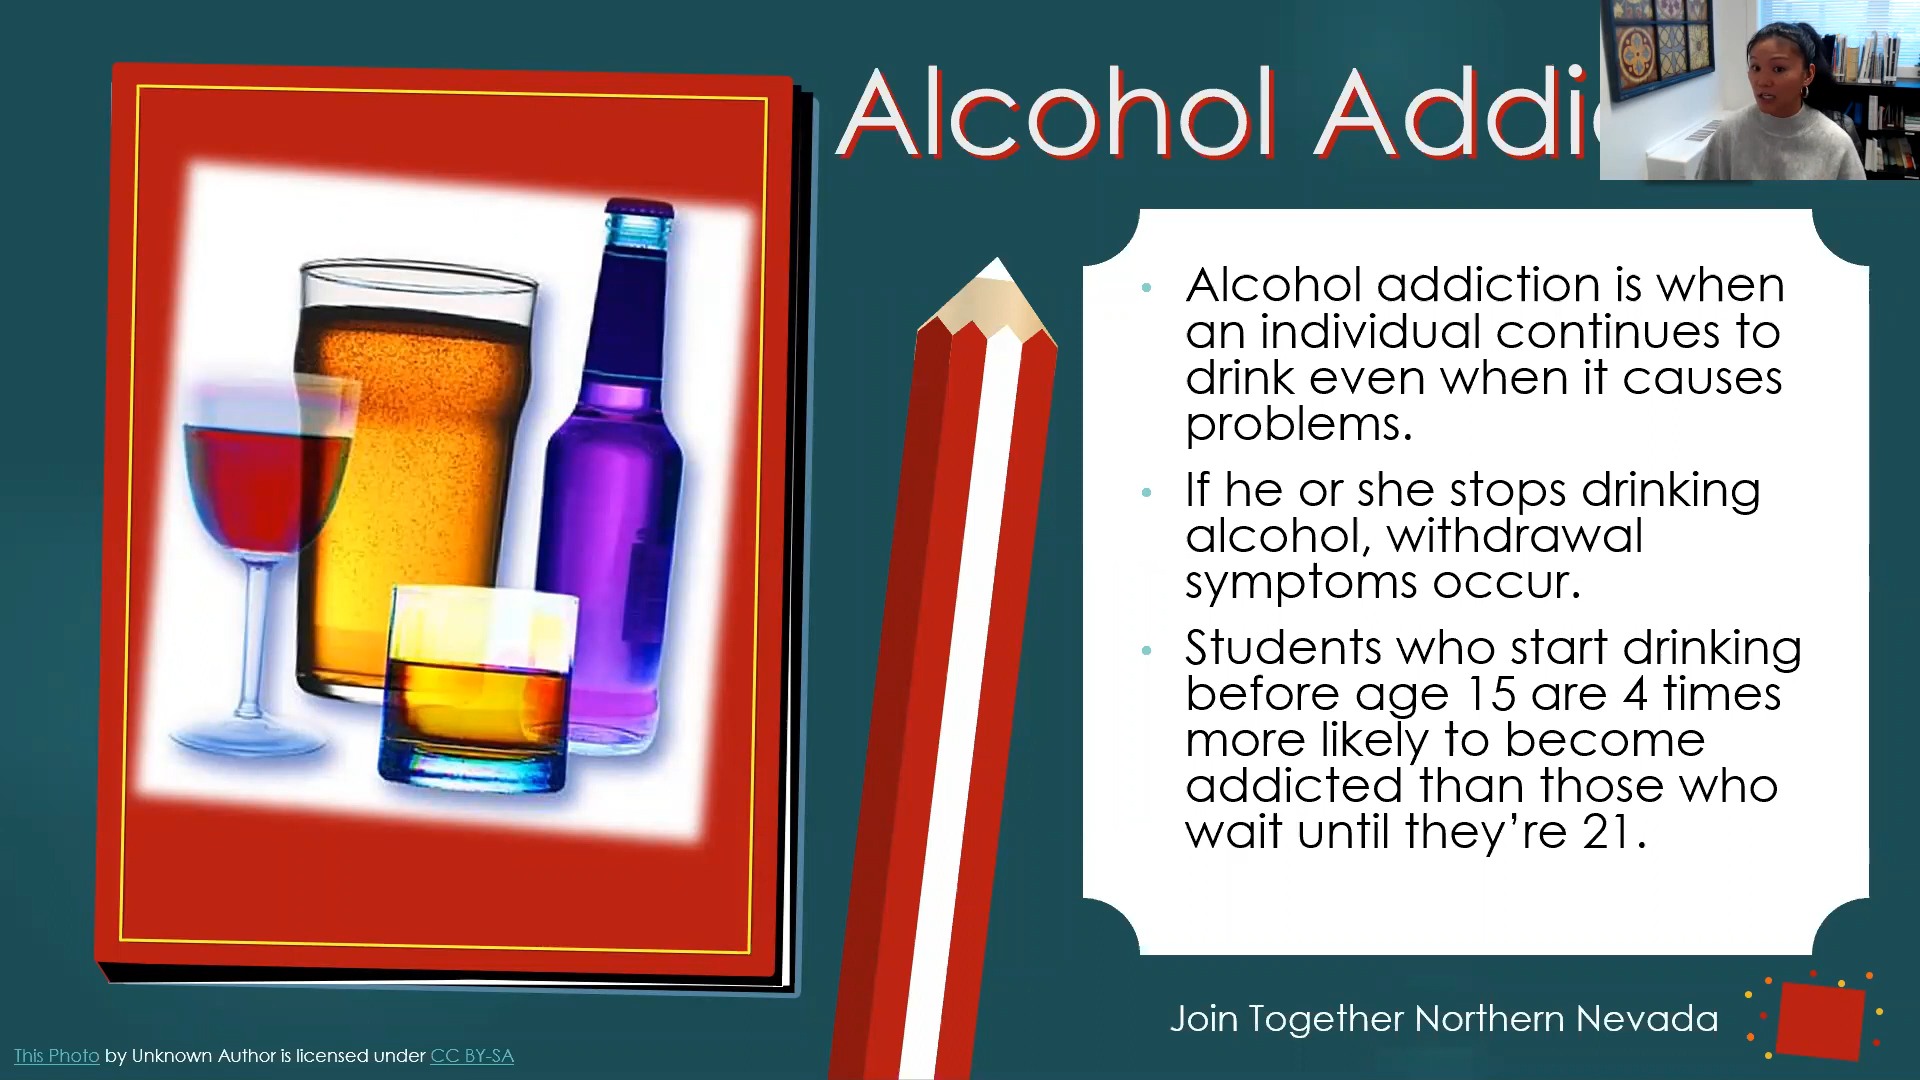 Alcohol Addic
• Alcohol addiction is when
an individual continues to
drink even when it causes
problems.
• If he or she stops drinking
alcohol, withdrawal
symptoms occur.
• Students who start drinking
before age 15 are 4 times
more likely to become
addicted than those who
wait until they’re 21.
Join Together Northern Nevada
This Photo by Unknown Author is licensed under CC BY-SA